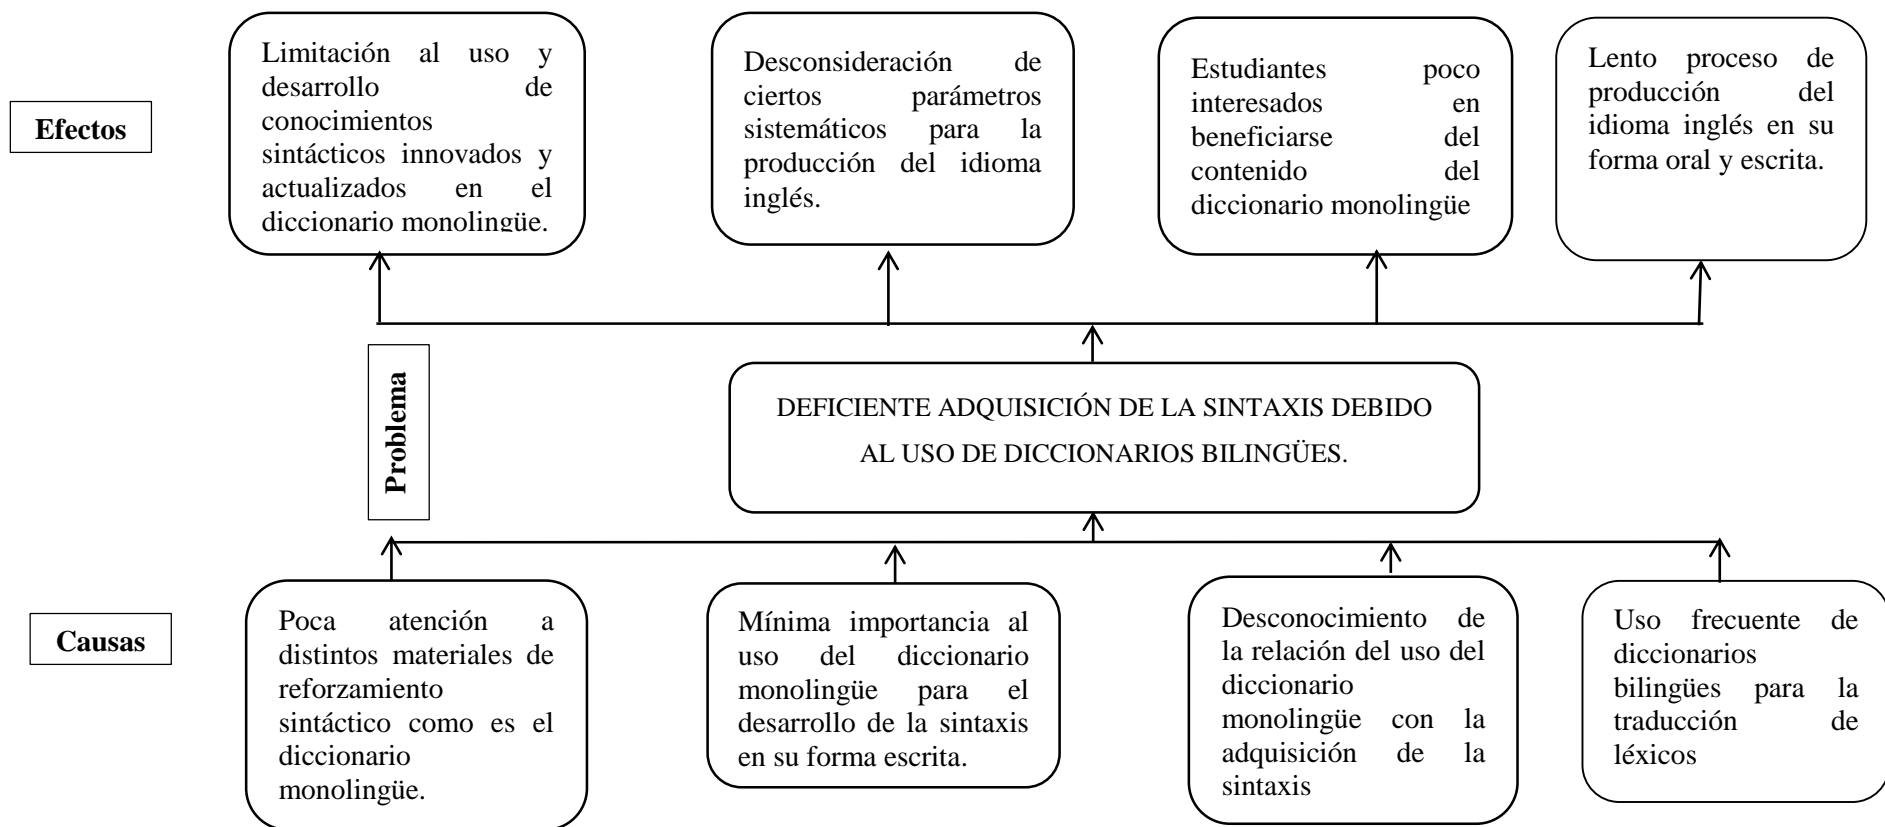 Efectos
Limitación al uso y
desarrollo de
conocimientos
sintácticos innovados y
actualizados en el
diccionario monolingüe.
Desconsideración de
ciertos parámetros
sistemáticos para la
producción del idioma
inglés.
Estudiantes poco
interesados en
beneficiarse del
contenido del
diccionario monolingüe
Lento proceso de
producción del
idioma inglés en su
forma oral y escrita.
Problema
DEFICIENTE ADQUISICIÓN DE LA SINTAXIS DEBIDO
AL USO DE DICCIONARIOS BILINGÜES.
Causas
Poca atención a
distintos materiales de
reforzamiento
sintáctico como es el
diccionario
monolingüe.
Mínima importancia al
uso del diccionario
monolingüe para el
desarrollo de la sintaxis
en su forma escrita.
Desconocimiento de
la relación del uso del
diccionario
monolingüe con la
adquisición de la
sintaxis
Uso frecuente de
diccionarios
bilingües para la
traducción de
léxicos